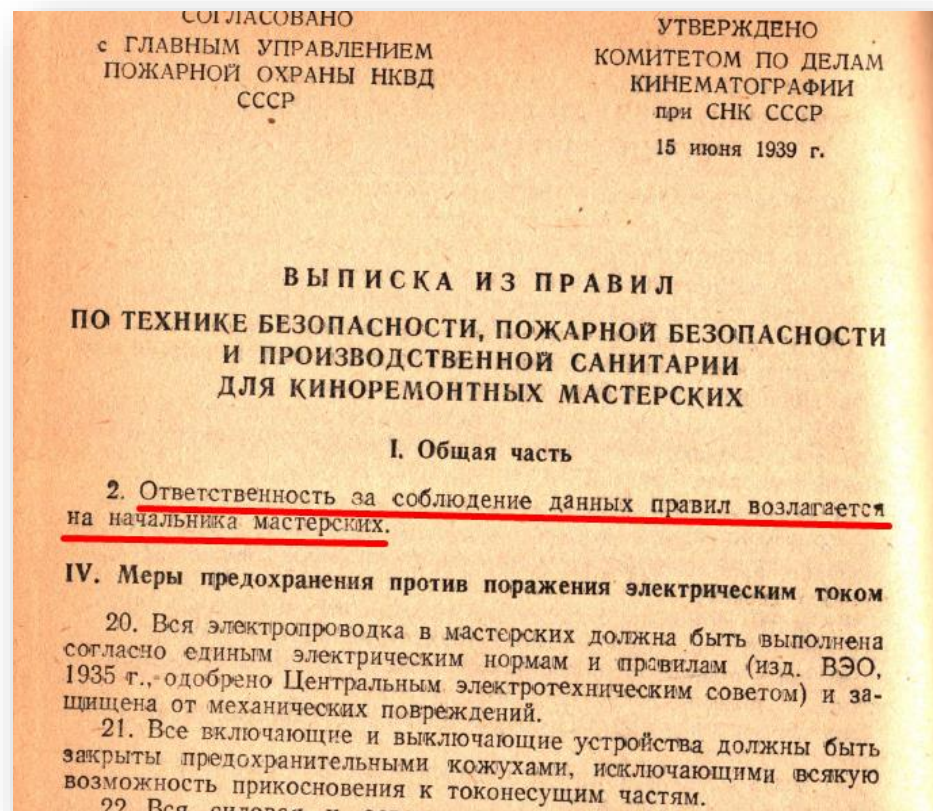 СОГЛАСОВАНО
с ГЛАВНЫМ УПРАВЛЕНИЕМ
ПОЖАРНОЙ ОХРАНЫ НКВД
СССР
УТВЕРЖДЕНО
КОМИТЕТОМ ПО ДЕЛАМ
КИНЕМАТОГРАФИИ
при СНК СССР
15 июня 1939 г.
ВЫПИСКА ИЗ ПРАВИЛ
ПО ТЕХНИКЕ БЕЗОПАСНОСТИ, ПОЖАРНОЙ БЕЗОПАСНОСТИ
И ПРОИЗВОДСТВЕННОЙ САНИТАРИИ
ДЛЯ КИНОРЕМОНТНЫХ МАСТЕРСКИХ
I. Общая часть
2. Ответственность за соблюдение данных правил возлагается
на начальника мастерских.
IV. Меры предохранения против поражения электрическим током
20. Вся электропроводка в мастерских должна быть выполнена
согласно единым электрическим нормам и правилам (изд. ВЭО,
1935 г., одобрено Центральным электротехническим советом) и за-
щищена от механических повреждений.
21. Все включающие и выключающие устройства должны быть
закрыты предохранительными кожухами, исключающими всякую
возможность прикосновения к токонесущим частям.
22. Вся